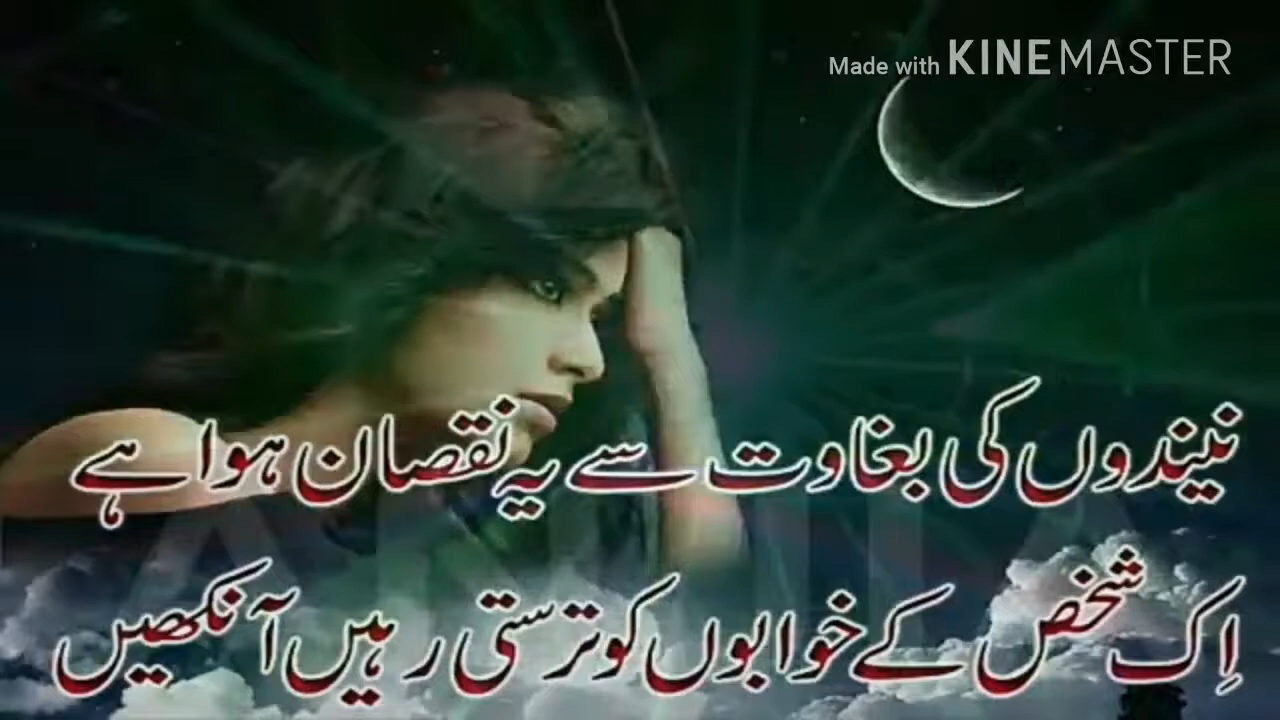 Made with KINEMASTER
نیندوں کی بغاوت سے یہ نقصان ہوا ہے
اِک شخص کے خوابوں کو ترستی رہیں آنکھیں